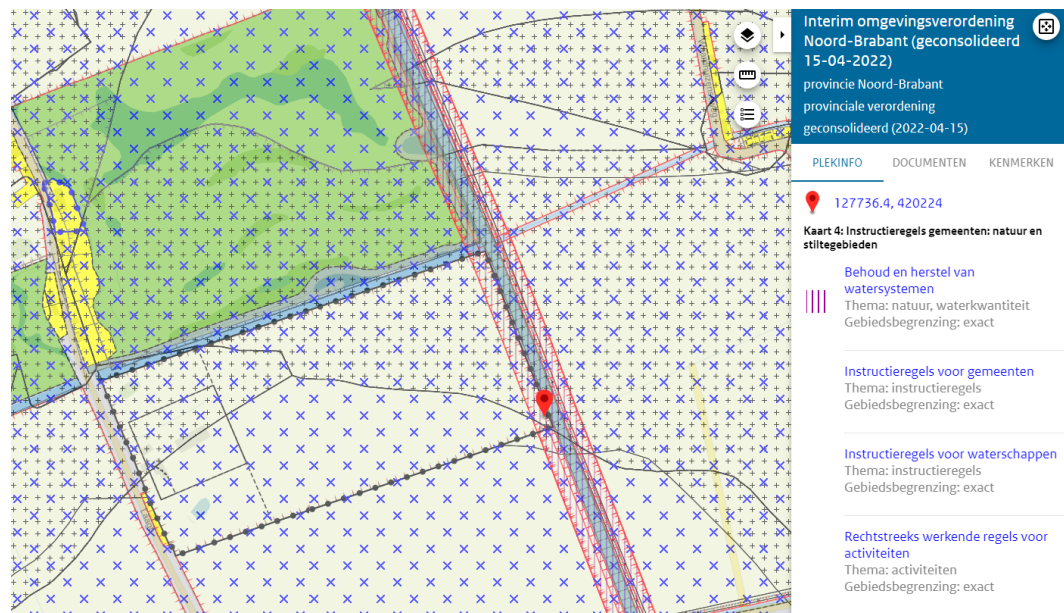 Interim omgevingsverordening
Noord-Brabant (geconsolideerd
15-04-2022)
provincie Noord-Brabant
proviniciale verordening
geconsolideerd (2022-04-15)
PLEKINFO DOCUMENTEN KENMERKEN
127736.4, 420224
Kaart 4: Instructieregels gemeenten: natuur en
stiltegebieden
Behoud en herstel van
watersystemen
Thema: natuur, waterkwantiteit
Gebiedsbegrenzing: exact
Instructieregels voor gemeenten
Thema: instructieregels
Gebiedsbegrenzing: exact
Instructieregels voor waterschappen
Thema: instructieregels
Gebiedsbegrenzing: exact
Rechtstreeks werkende regels voor
activiteiten
Thema: activiteiten
Gebiedsbegrenzing: exact